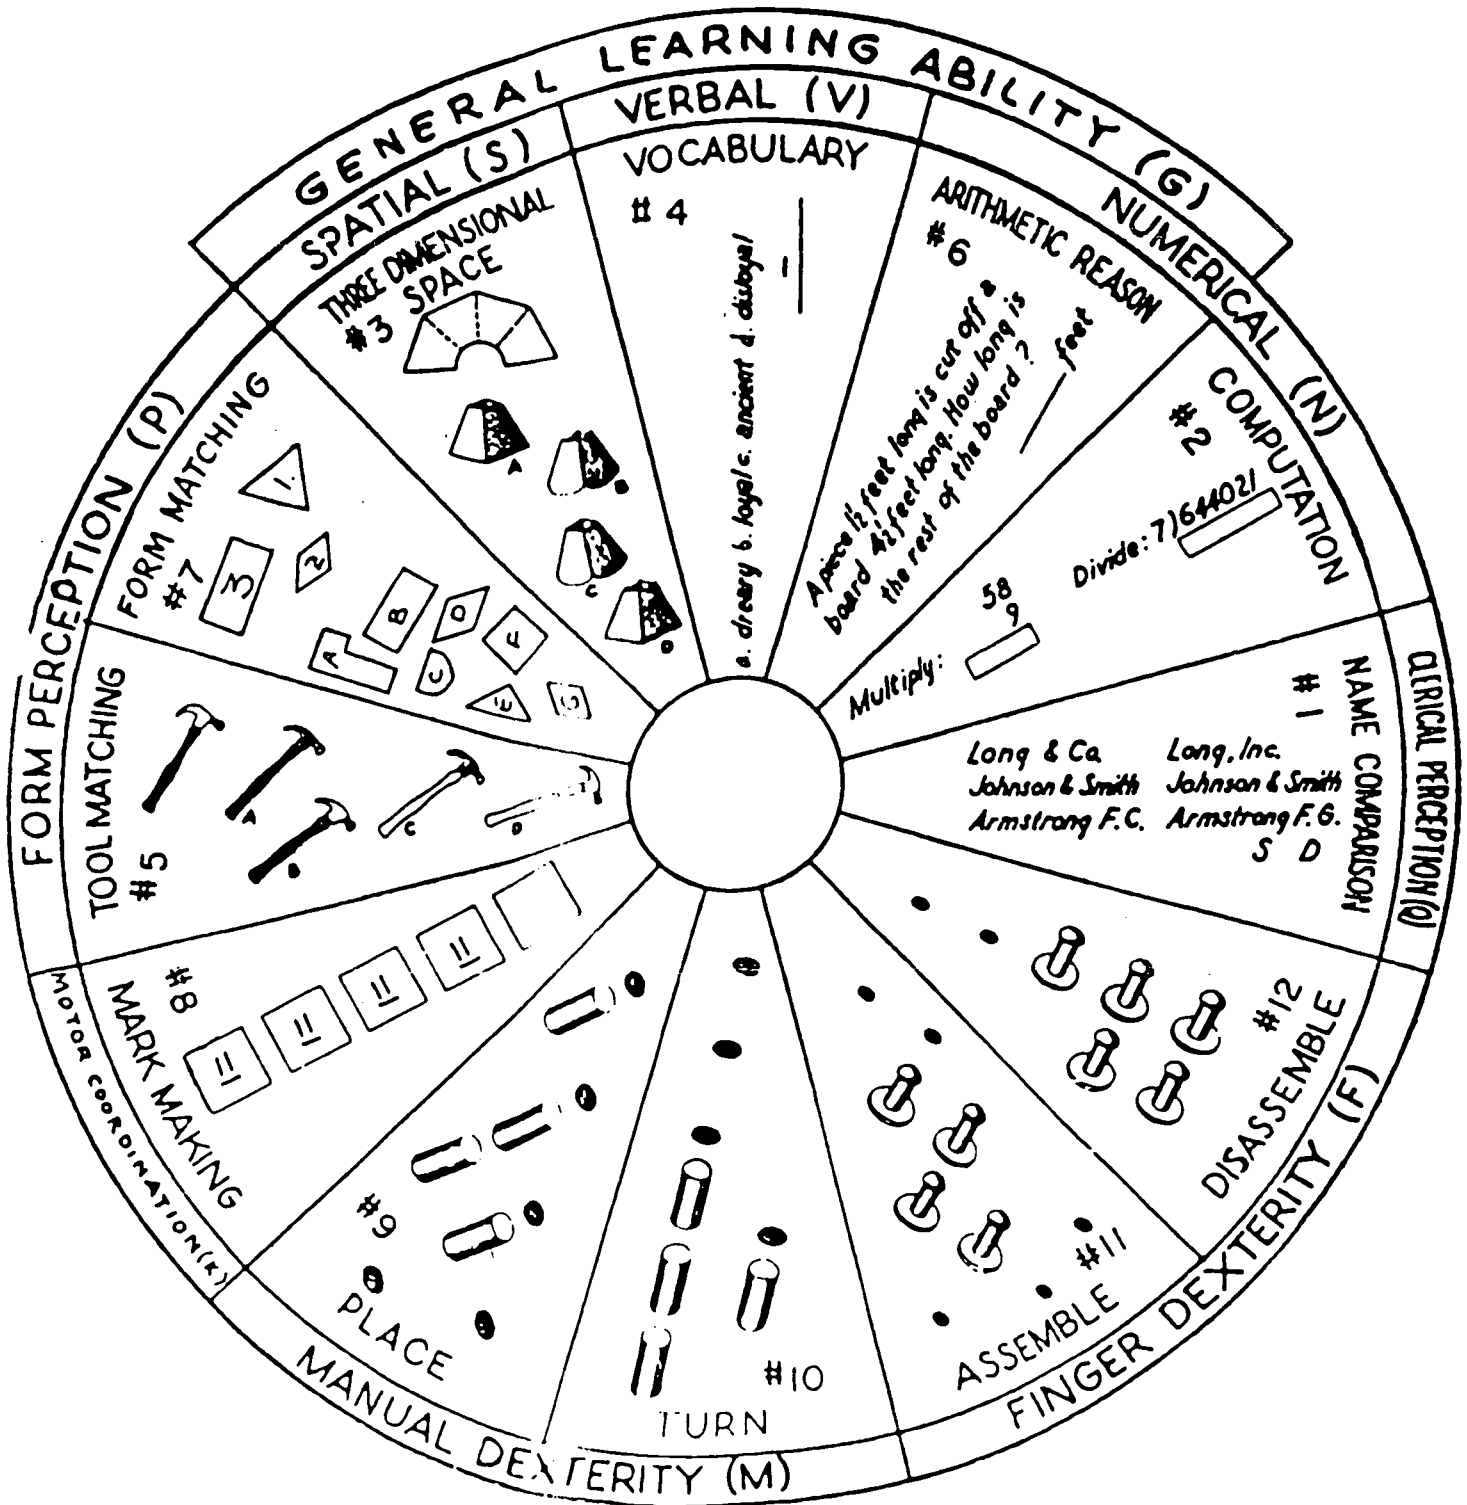 GENERAL LEARNING ABILITY (G)
SPATIAL (S)
THREE DIMENSIONAL
#3 SPACE
A
B
C
D
VERBAL (V)
VOCABULARY
# 4
a. dreary b. loyal c. ancient d. disloyal
NUMERICAL (N)
ARITHMETIC REASON
#6
A piece 1½ feet long is cut off a
board 4½ feet long. How long is
the rest of the board?
feet
COMPUTATION
#2
Divide: 7)644021
Multiply:
58
9
CLERICAL PERCEPTION (Q)
NAME COMPARISON
#1
Long & Co. Long, Inc.
Johnson & Smith Johnson & Smith
Armstrong F.C. Armstrong F.G.
S D
FINGER DEXTERITY (F)
#12
DISASSEMBLE
#11
ASSEMBLE
MANUAL DEXTERITY (M)
#10
TURN
#9
PLACE
MOTOR COORDINATION (K)
#8
MARK MAKING
FORM PERCEPTION (P)
TOOL MATCHING
#5
A
B
C
D
FORM MATCHING
#7
1.
2
3
A
B
C
D
E
F
G